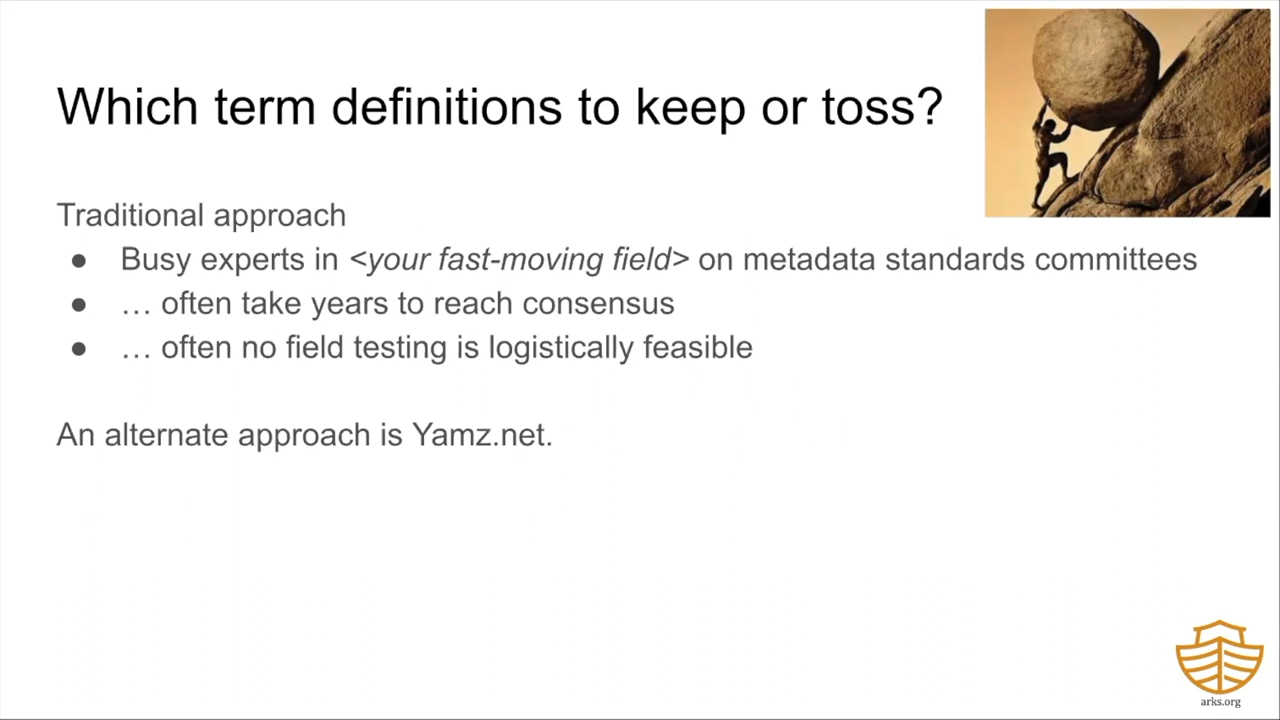 Which term definitions to keep or toss?
Traditional approach
● Busy experts in <your fast-moving field> on metadata standards committees
● … often take years to reach consensus
● … often no field testing is logistically feasible
An alternate approach is Yamz.net.
arks.org